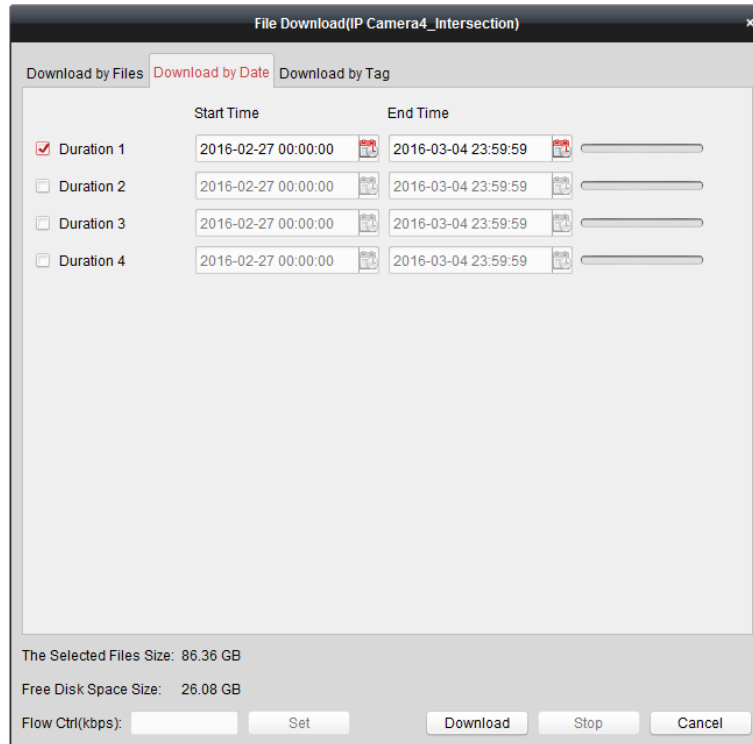 File Download(IP Camera4_Intersection)
Download by Files Download by Date Download by Tag
Start Time End Time
Duration 1 2016-02-27 00:00:00 2016-03-04 23:59:59
Duration 2 2016-02-27 00:00:00 2016-03-04 23:59:59
Duration 3 2016-02-27 00:00:00 2016-03-04 23:59:59
Duration 4 2016-02-27 00:00:00 2016-03-04 23:59:59
The Selected Files Size: 86.36 GB
Free Disk Space Size: 26.08 GB
Flow Ctrl(kbps): Set Download Stop Cancel